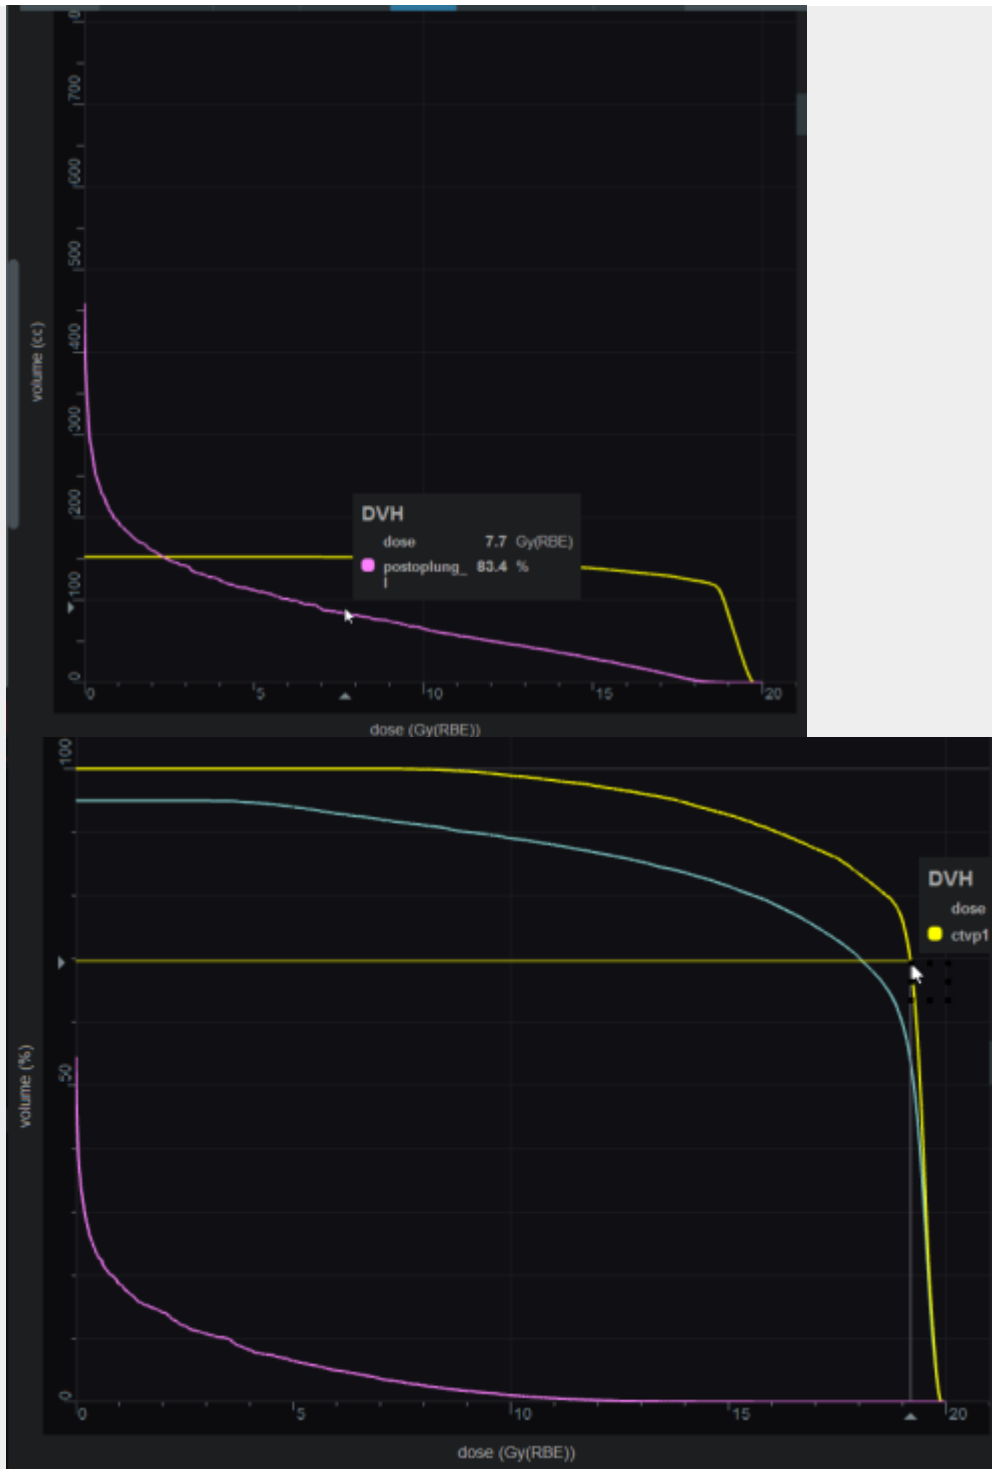 700
600
500
400
300
200
100
0
volume (cc)
DVH
dose 7.7 Gy(RBE)
postoplung_ 83.4 %
l
0 5 10 15 20
dose (Gy(RBE))
100
50
0
volume (%)
DVH
dose
ctvp1
0 5 10 15 20
dose (Gy(RBE))